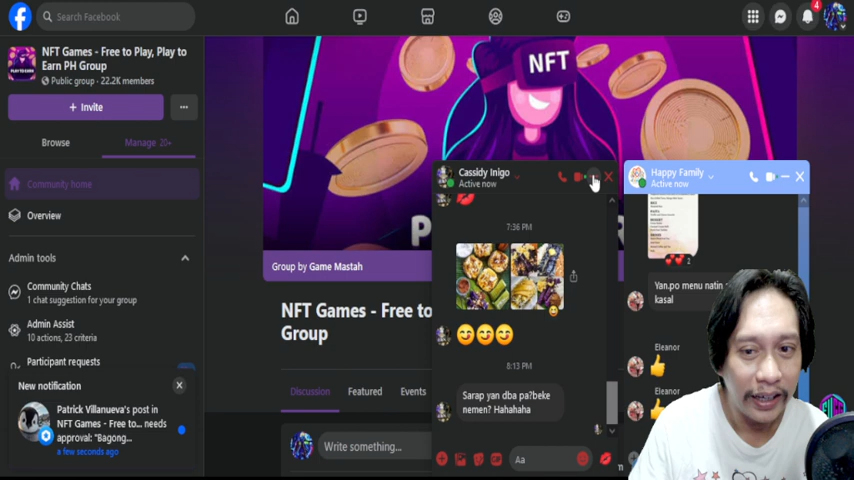 Search Facebook
4
NFT Games - Free to Play, Play to
Earn PH Group
Public group • 22.2K members
+ Invite
Browse
Manage 20+
Community home
Overview
Admin tools
Community Chats
1 chat suggestion for your group
Admin Assist
10 actions, 23 criteria
Participant requests
New notification
Patrick Villanueva's post in
NFT Games - Free to... needs
approval: "Bagong...
a few seconds ago
NFT
P
Group by Game Mastah
NFT Games - Free to
Group
Discussion
Featured
Events
Write something...
Cassidy Inigo
Active now
7:36 PM
8:13 PM
Sarap yan dba pa?beke
nemen? Hahahaha
Aa
Happy Family
Active now
2
Yan.po menu natin
kasal
Eleanor
Eleanor